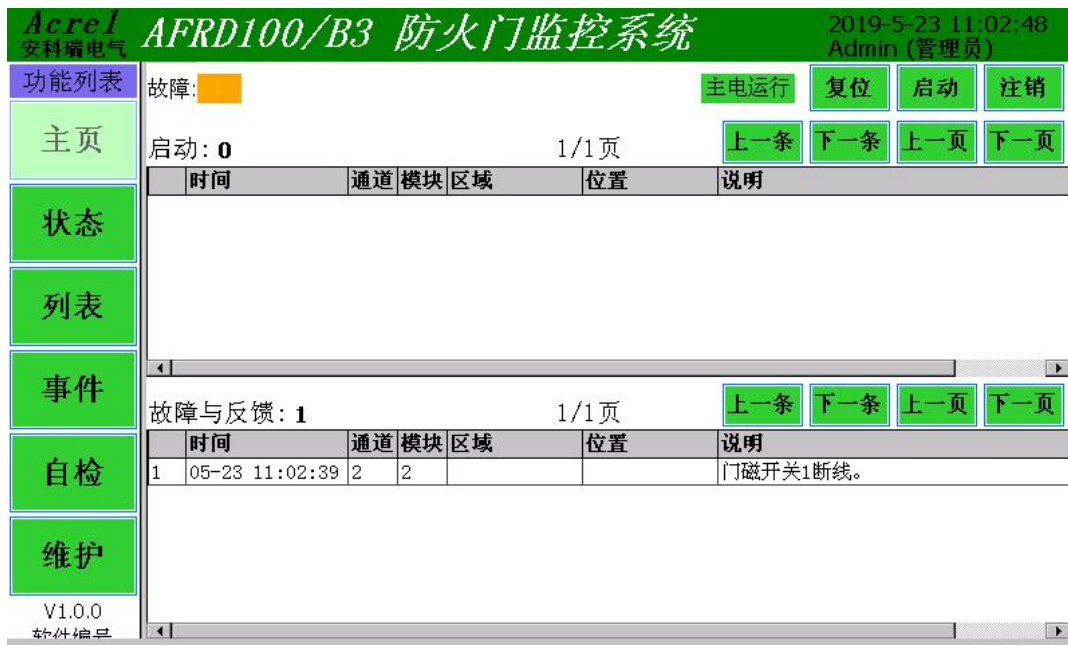 Acrel
安科瑞电气
AFRD100/B3 防火门监控系统
2019-5-23 11:02:48
Admin (管理员)
功能列表
主页
状态
列表
事件
自检
维护
V1.0.0
软件编号
故障:
主电运行
复位
启动
注销
启动: 0
1/1页
上一条
下一条
上一页
下一页
时间 通道 模块 区域 位置 说明
故障与反馈: 1
1/1页
上一条
下一条
上一页
下一页
时间 通道 模块 区域 位置 说明
1 05-23 11:02:39 2 2 门磁开关1断线。